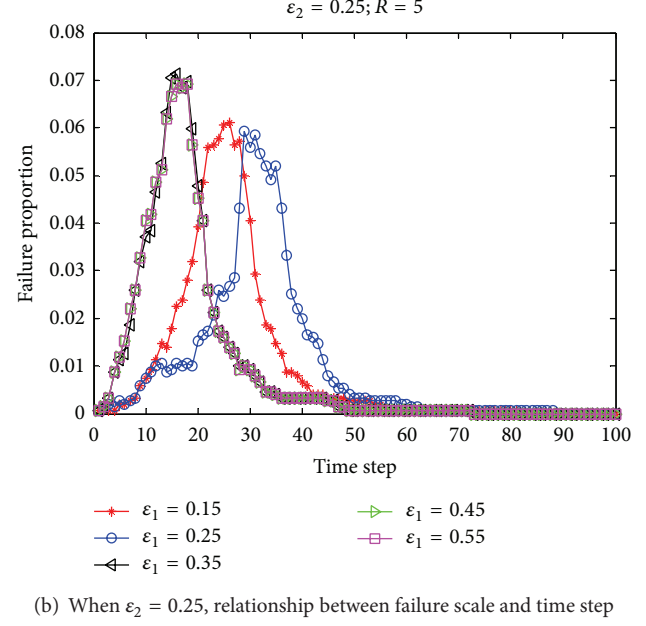 ε₂ = 0.25; R = 5
0.08
0.07
0.06
0.05
0.04
0.03
0.02
0.01
0
Failure proportion
0 10 20 30 40 50 60 70 80 90 100
Time step
ε₁ = 0.15
ε₁ = 0.25
ε₁ = 0.35
ε₁ = 0.45
ε₁ = 0.55
(b) When ε₂ = 0.25, relationship between failure scale and time step